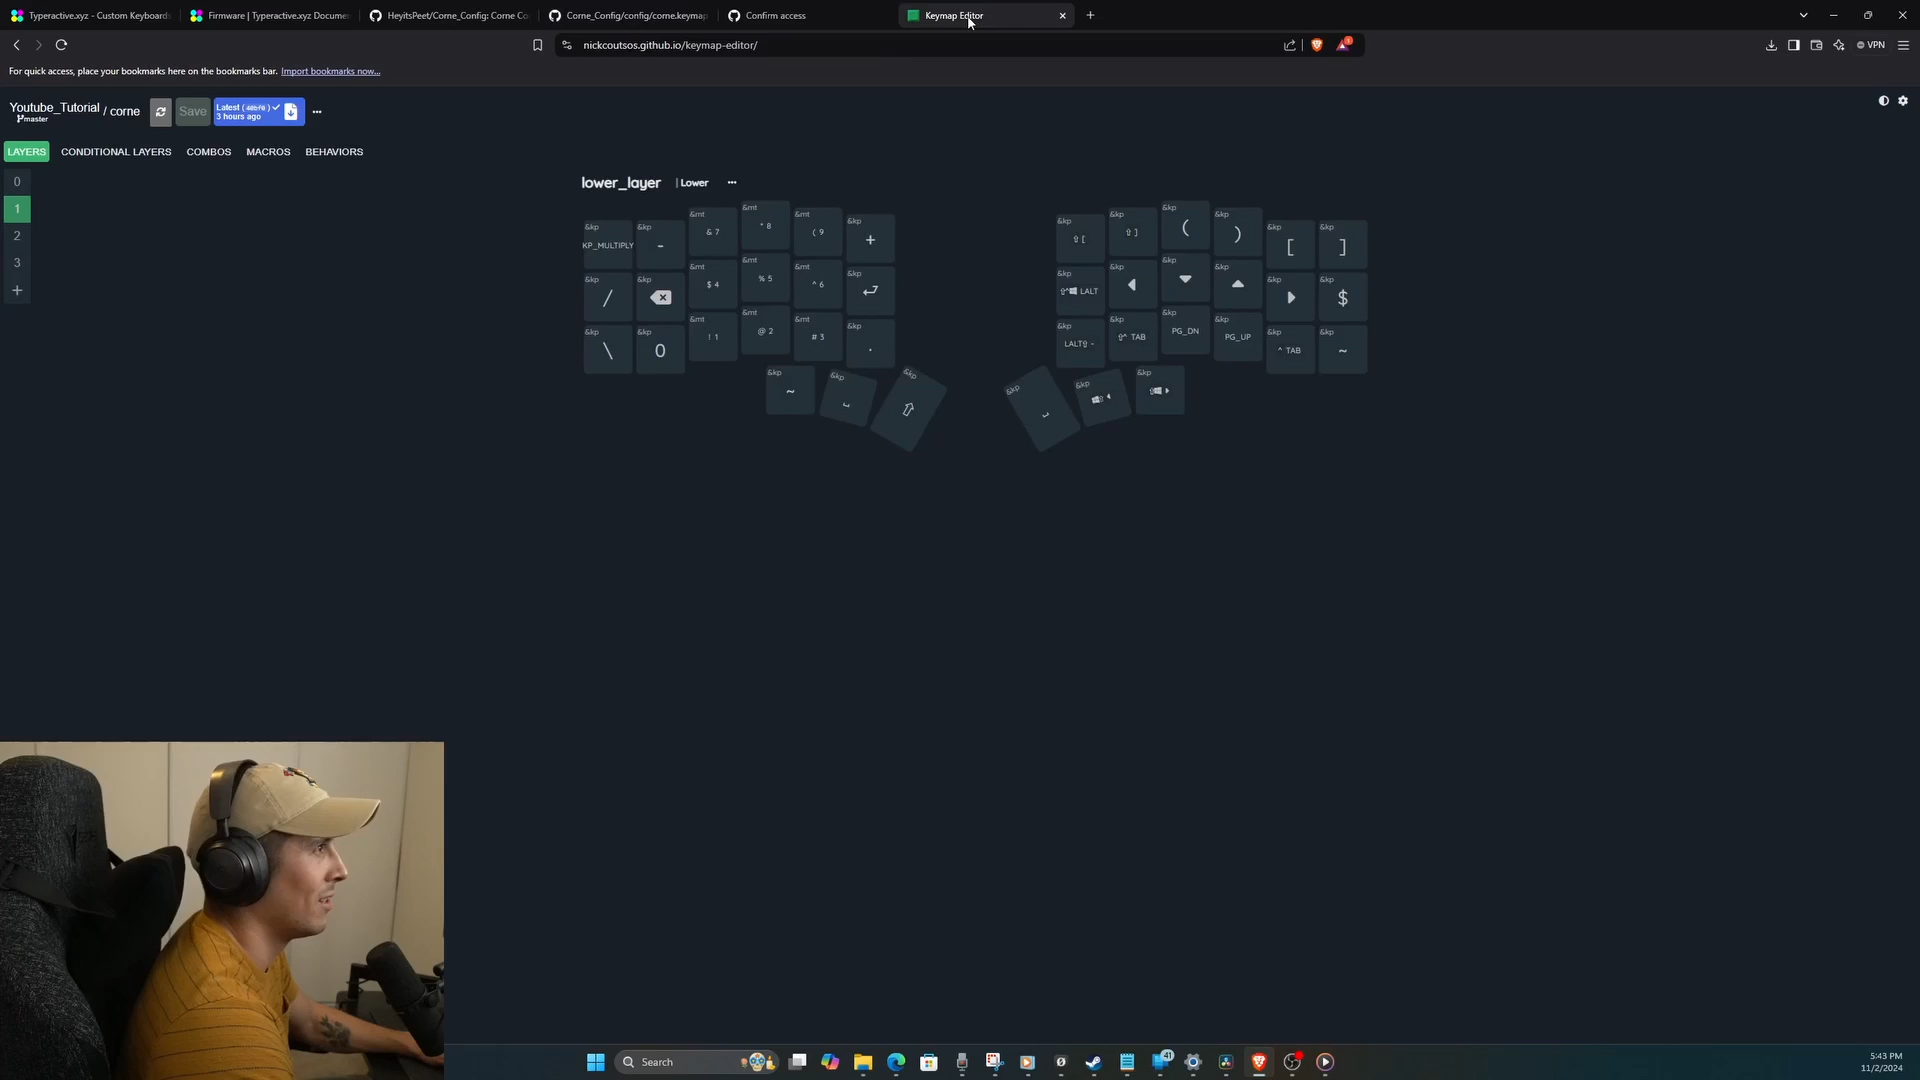 Typeractive.xyz - Custom Keyboards
Firmware | Typeractive.xyz Docume
HeyitsPeet/Corne_Config: Corne Co
Corne_Config/config/corne.keymap
Confirm access
Keymap Editor
nickcoutsos.github.io/keymap-editor/
VPN
For quick access, place your bookmarks here on the bookmarks bar. Import bookmarks now...
Youtube_Tutorial / corne
master
Save
Latest
3 hours ago
LAYERS CONDITIONAL LAYERS COMBOS MACROS BEHAVIORS
0
1
2
3
+
lower_layer | Lower ...
&kp &kp &mt &mt &mt &kp &kp &kp &kp &kp &kp &kp
KP_MULTIPLY - & 7 * 8 ( 9 + ⇧ [ ⇧ ] ( ) [ ]
&kp &kp &mt &mt &mt &kp &kp &kp &kp &kp &kp &kp
/ $ 4 % 5 ^ 6 LALT $
&kp &kp &mt &mt &mt &kp &kp &kp &kp &kp &kp &kp
\ 0 ! 1 @ 2 # 3 . LALT⇧ - ⇧^ TAB PG_DN PG_UP ^ TAB ~
&kp &kp &kp &kp &kp &kp
~
Search
41
5:43 PM
11/2/2024